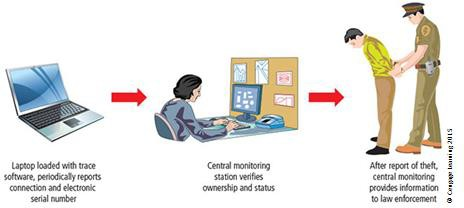 Laptop loaded with trace
software, periodically reports
connection and electronic
serial number
Central monitoring
station verifies
ownership and status
After report of theft,
central monitoring
provides information
to law enforcement
© Cengage Learning 2015